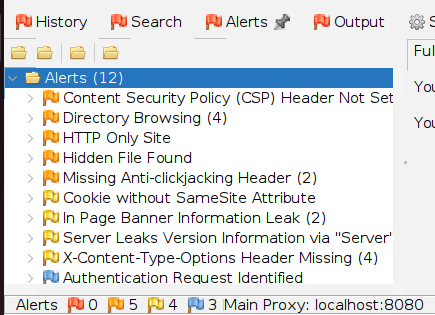 History Search Alerts Output S
Ful
Alerts (12)
Content Security Policy (CSP) Header Not Set
You
Directory Browsing (4)
You
HTTP Only Site
Hidden File Found
Missing Anti-clickjacking Header (2)
Cookie without SameSite Attribute
In Page Banner Information Leak (2)
Server Leaks Version Information via "Server"
X-Content-Type-Options Header Missing (4)
Authentication Request Identified
Alerts 0 5 4 3 Main Proxy: localhost:8080